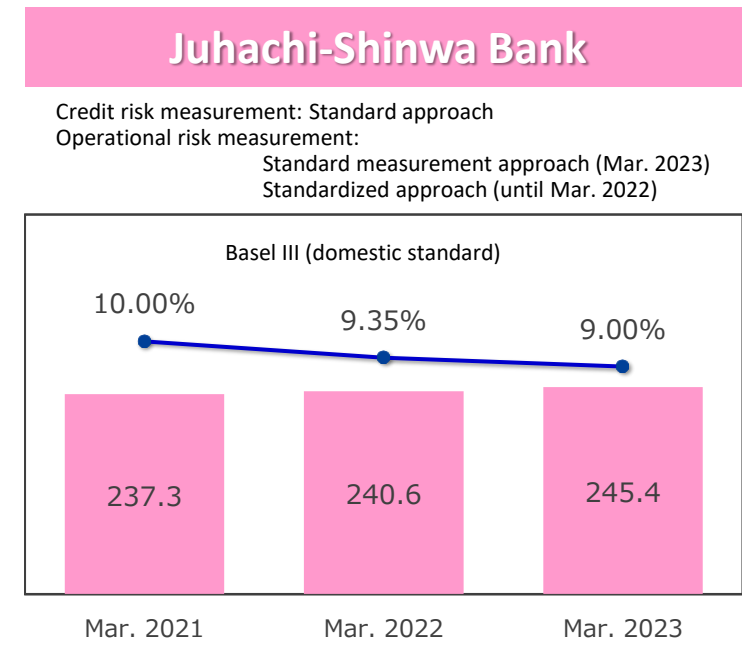 Juhachi-Shinwa Bank
Credit risk measurement: Standard approach
Operational risk measurement:
Standard measurement approach (Mar. 2023)
Standardized approach (until Mar. 2022)
Basel III (domestic standard)
10.00%
9.35%
9.00%
237.3
240.6
245.4
Mar. 2021
Mar. 2022
Mar. 2023